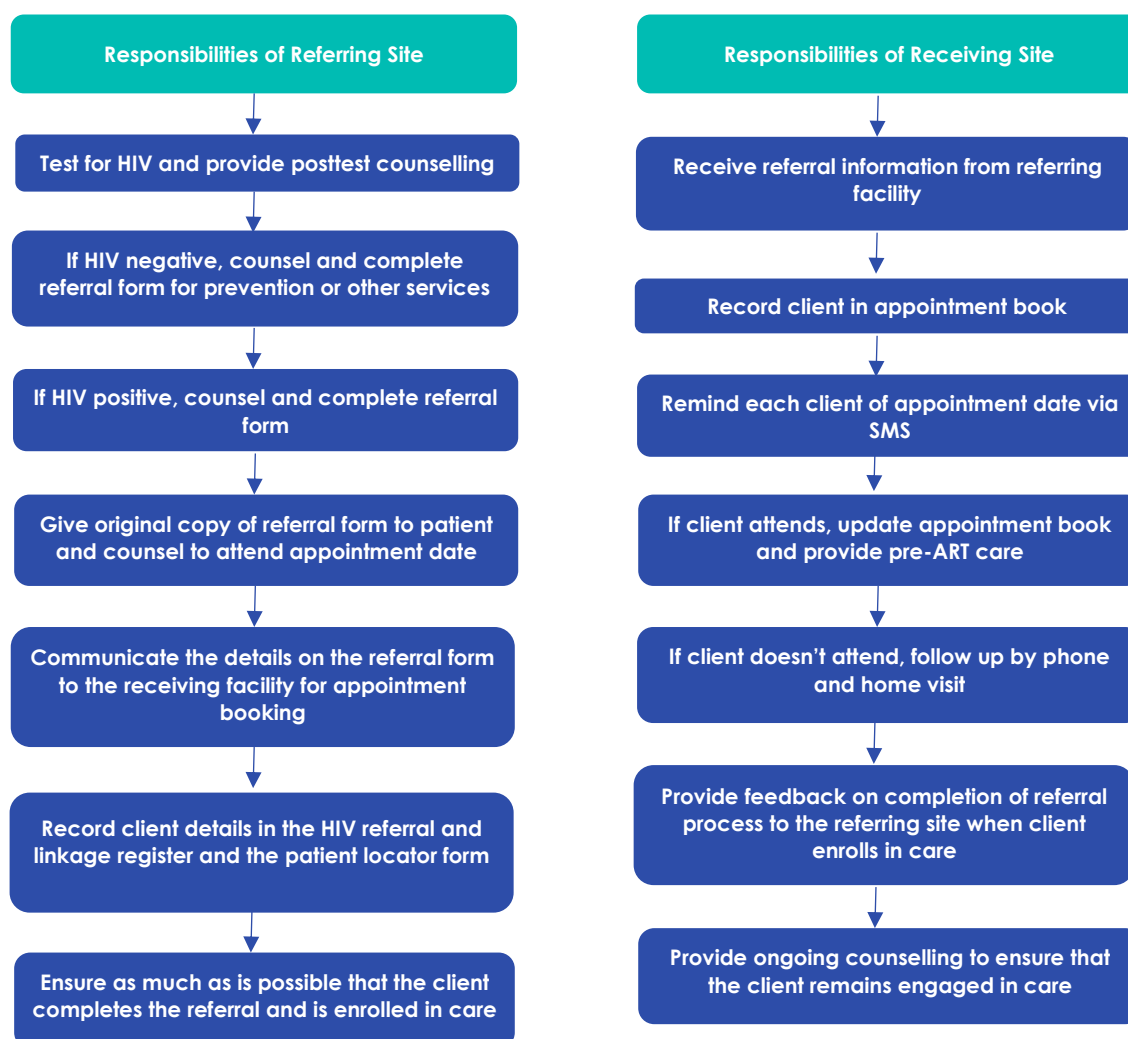 Responsibilities of Referring Site
Test for HIV and provide posttest counselling
If HIV negative, counsel and complete
referral form for prevention or other services
If HIV positive, counsel and complete referral
form
Give original copy of referral form to patient
and counsel to attend appointment date
Communicate the details on the referral form
to the receiving facility for appointment
booking
Record client details in the HIV referral and
linkage register and the patient locator form
Ensure as much as is possible that the client
completes the referral and is enrolled in care
Responsibilities of Receiving Site
Receive referral information from referring
facility
Record client in appointment book
Remind each client of appointment date via
SMS
If client attends, update appointment book
and provide pre-ART care
If client doesn’t attend, follow up by phone
and home visit
Provide feedback on completion of referral
process to the referring site when client
enrolls in care
Provide ongoing counselling to ensure that
the client remains engaged in care